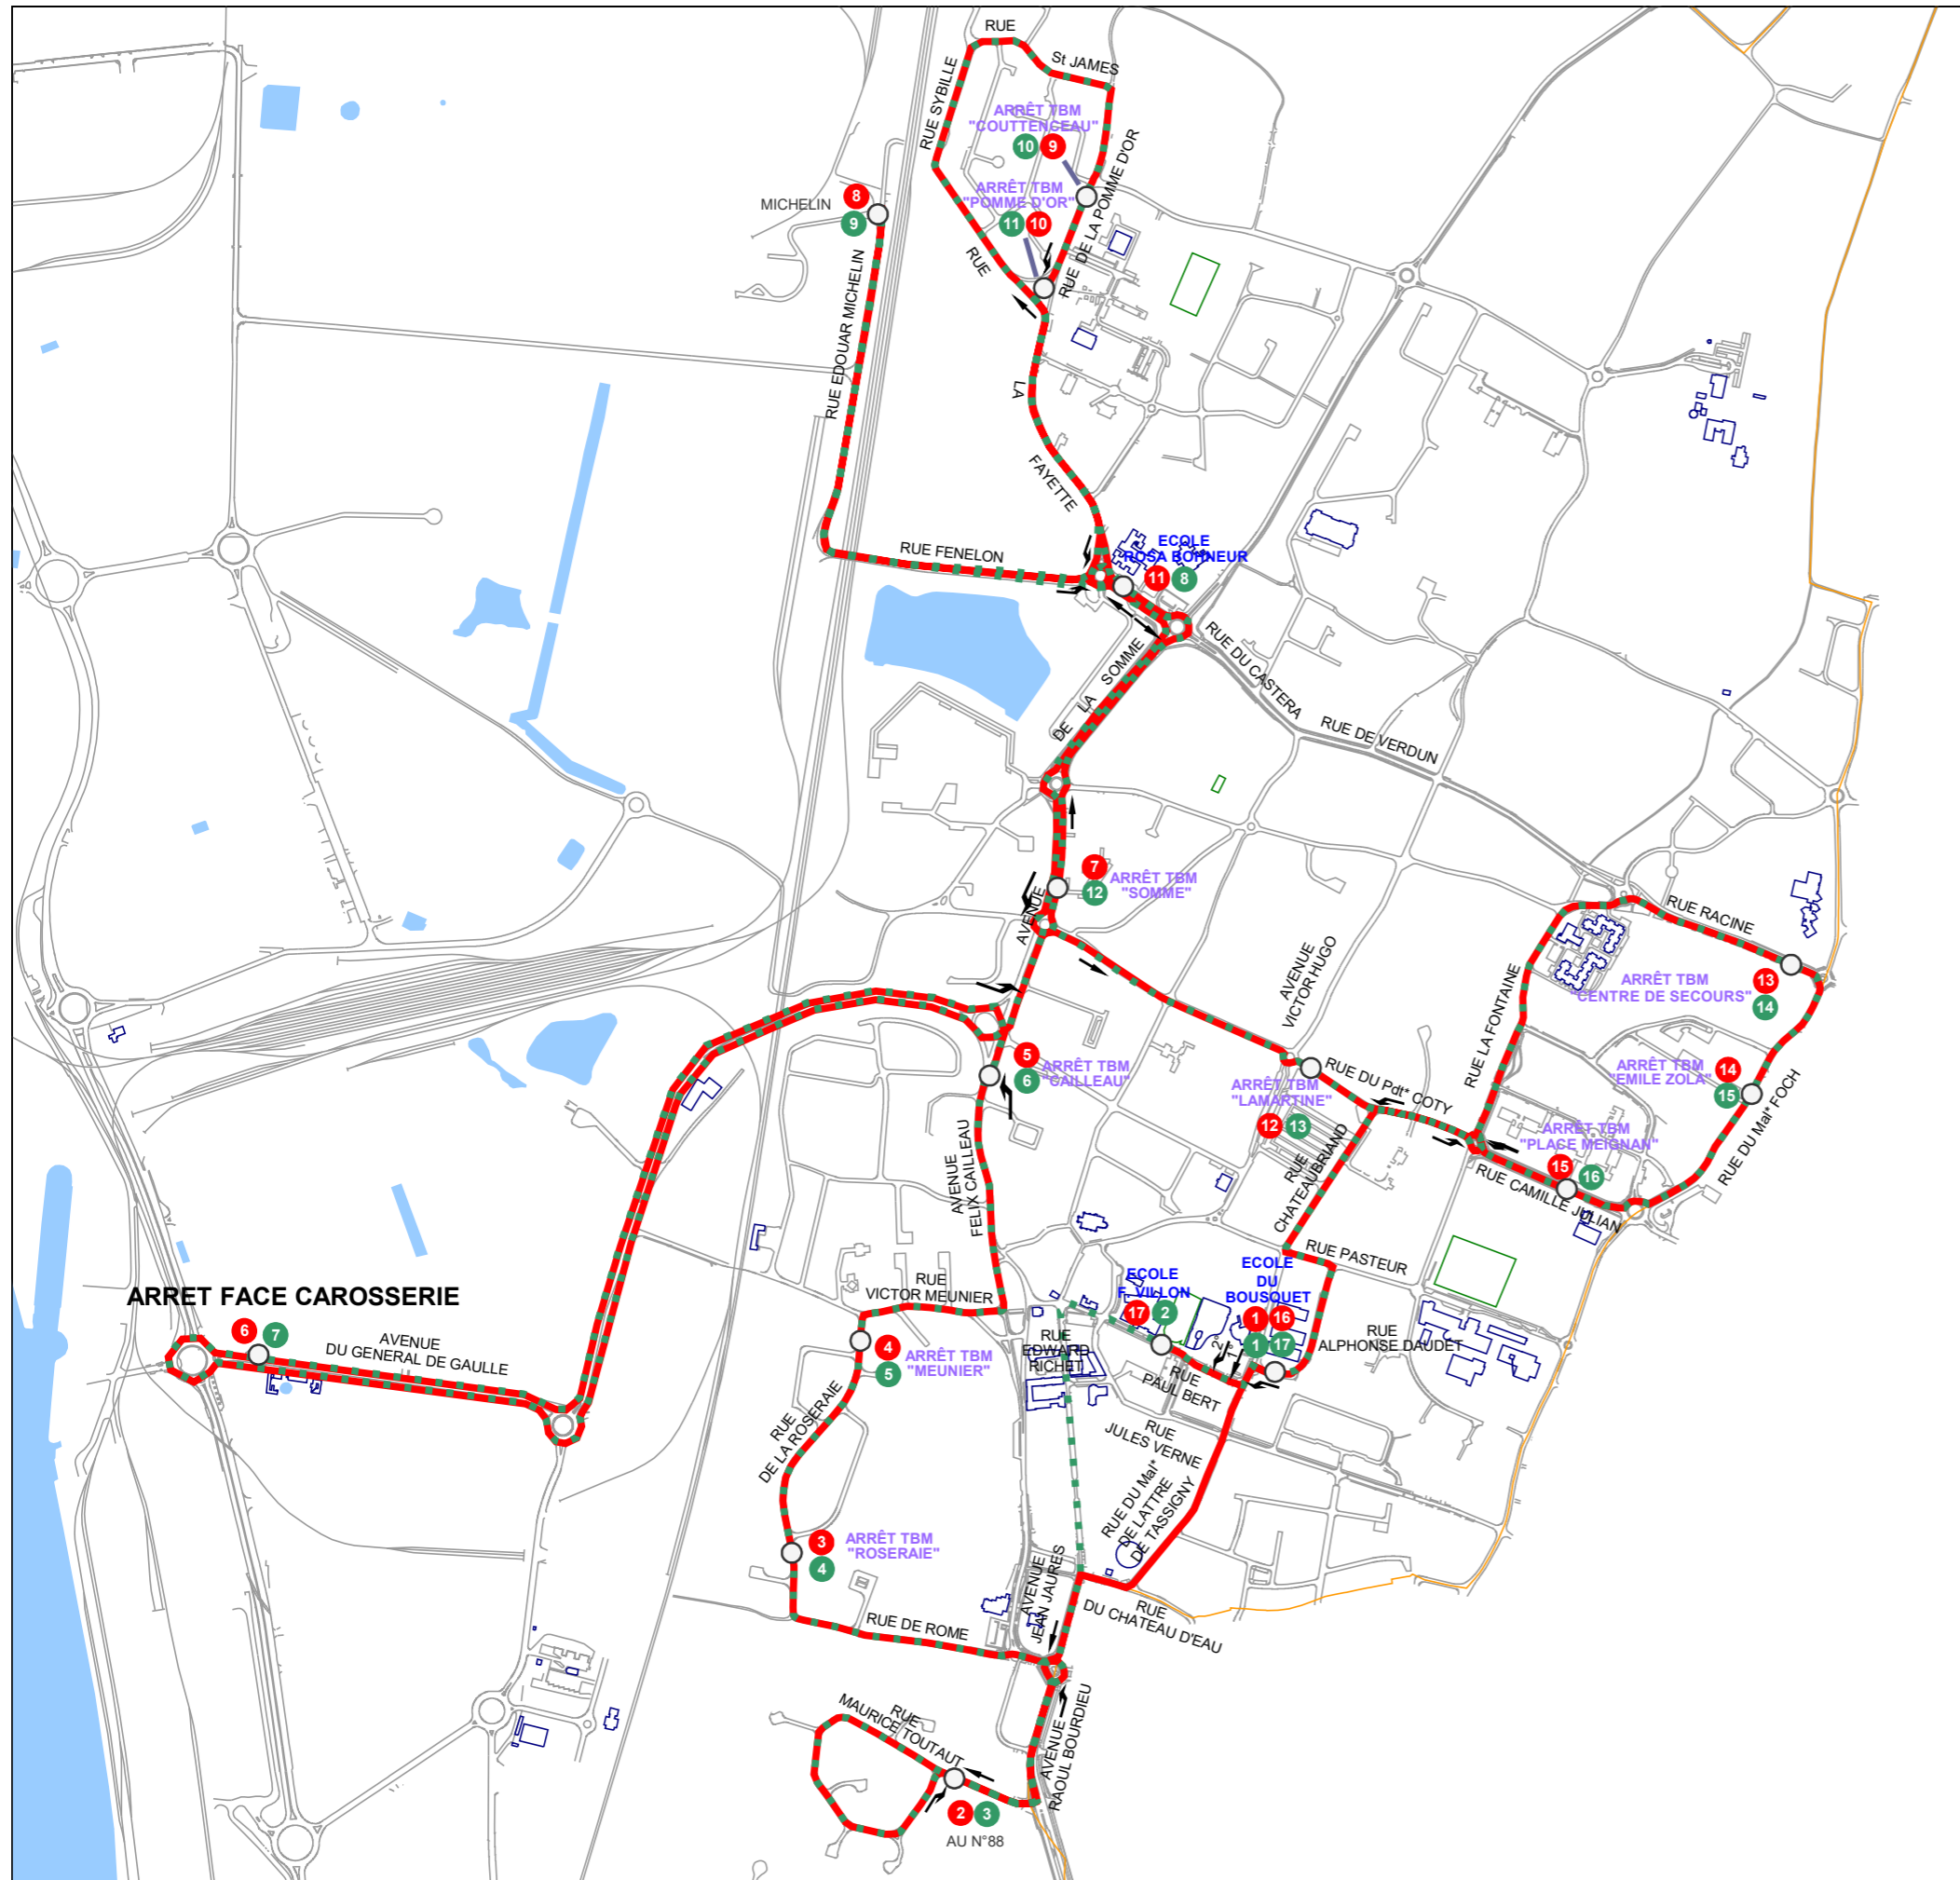 RUE
St JAMES
RUE SYBILLE
ARRÊT TBM
"COUTTENCEAU"
10 9
ARRÊT TBM
"POMME D'OR"
11 10
RUE DE LA POMME D'OR
MICHELIN
8
9
RUE EDOUAR MICHELIN
RUE
LA
FAYETTE
RUE FENELON
ECOLE
ROSA BOHNEUR
11 8
RUE DU CASTERA
RUE DE VERDUN
DE LA SOMME
AVENUE
7
12
ARRÊT TBM
"SOMME"
RUE RACINE
AVENUE
VICTOR HUGO
RUE LA FONTAINE
ARRÊT TBM
"CENTRE DE SECOURS"
13
14
5
6
ARRÊT TBM
"CAILLEAU"
RUE DU Pdt* COTY
ARRÊT TBM
"LAMARTINE"
12 13
ARRÊT TBM
"EMILE ZOLA"
14
15
RUE DU Mal* FOCH
ARRÊT TBM
"PLACE MEIGNAN"
15
16
RUE CAMILLE JULIAN
AVENUE
FELIX CAILLEAU
RUE
CHATEAUBRIAND
RUE PASTEUR
RUE
VICTOR MEUNIER
ECOLE
F. VILLON
17 2
ECOLE
DU
BOUSQUET
1 16
1 17
2°
1°
RUE
ALPHONSE DAUDET
ARRET FACE CAROSSERIE
6 7
AVENUE
DU GENERAL DE GAULLE
4
5
ARRÊT TBM
"MEUNIER"
RUE
EDWARD
RICHET
RUE
PAUL BERT
RUE
JULES VERNE
RUE
DE LA ROSERAIE
RUE DU Mal*
DE LATTRE
DE TASSIGNY
3
4
ARRÊT TBM
"ROSERAIE"
AVENUE
JEAN JAURES
RUE
DU CHATEAU D'EAU
RUE DE ROME
RUE
MAURICE TOUTAUT
AVENUE
RAOUL BOURDIEU
2 3
AU N°88